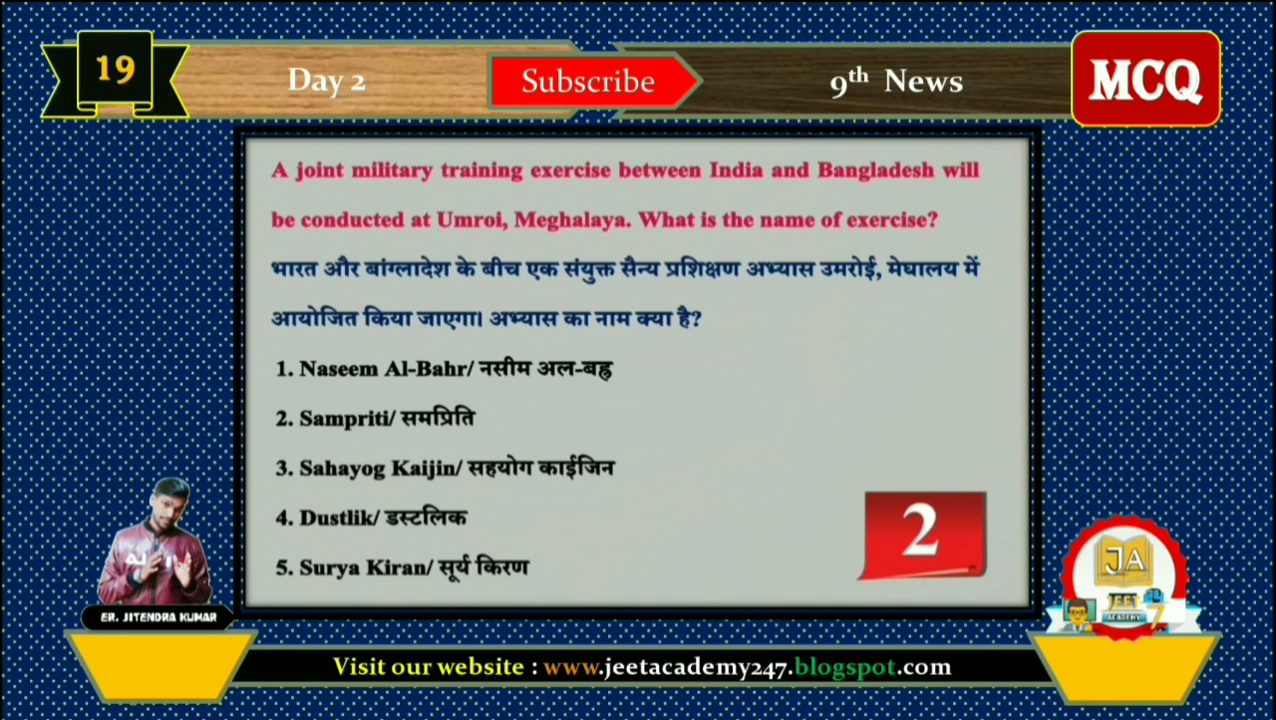 19
Day 2
Subscribe
9th News
MCQ
A joint military training exercise between India and Bangladesh will
be conducted at Umroi, Meghalaya. What is the name of exercise?
भारत और बांग्लादेश के बीच एक संयुक्त सैन्य प्रशिक्षण अभ्यास उमरोई, मेघालय में
आयोजित किया जाएगा। अभ्यास का नाम क्या है?
1. Naseem Al-Bahr/ नसीम अल-बह्र
2. Sampriti/ समप्रिति
3. Sahayog Kaijin/ सहयोग काईजिन
4. Dustlik/ डस्टलिक
5. Surya Kiran/ सूर्य किरण
2
ER. JITENDRA KUMAR
JA
JEET
ACADEMY
Visit our website : www.jeetacademy247.blogspot.com